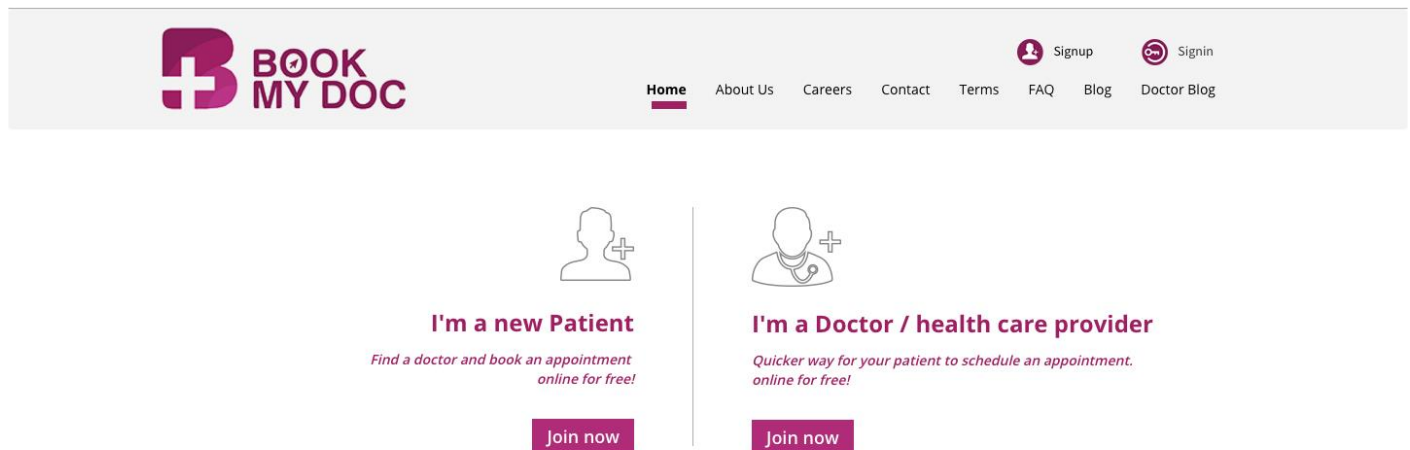 BOOK
MY DOC
Signup
Signin
Home
About Us
Careers
Contact
Terms
FAQ
Blog
Doctor Blog
I'm a new Patient
Find a doctor and book an appointment
online for free!
Join now
I'm a Doctor / health care provider
Quicker way for your patient to schedule an appointment.
online for free!
Join now